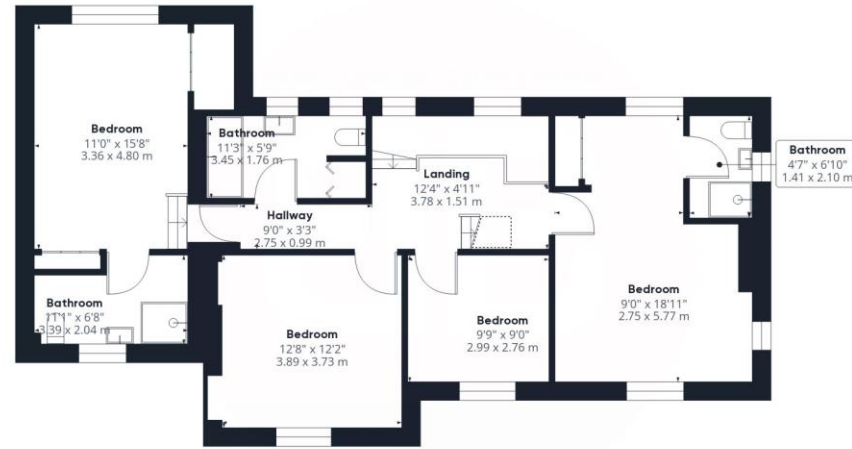 Bedroom
11'0" x 15'8"
3.36 x 4.80 m
Bathroom
11'3" x 5'9"
3.45 x 1.76 m
Landing
12'4" x 4'11"
3.78 x 1.51 m
Bathroom
4'7" x 6'10"
1.41 x 2.10 m
Hallway
9'0" x 3'3"
2.75 x 0.99 m
Bathroom
11'1" x 6'8"
3.39 x 2.04 m
Bedroom
12'8" x 12'2"
3.89 x 3.73 m
Bedroom
9'9" x 9'0"
2.99 x 2.76 m
Bedroom
9'0" x 18'11"
2.75 x 5.77 m